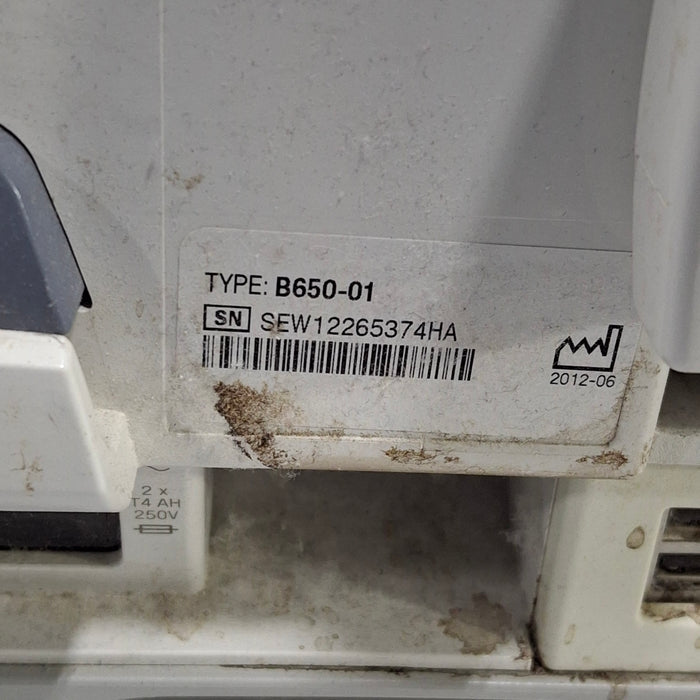 TYPE: B650-01
SN SEW12265374HA
2012-06
2 x
T4 AH
250V